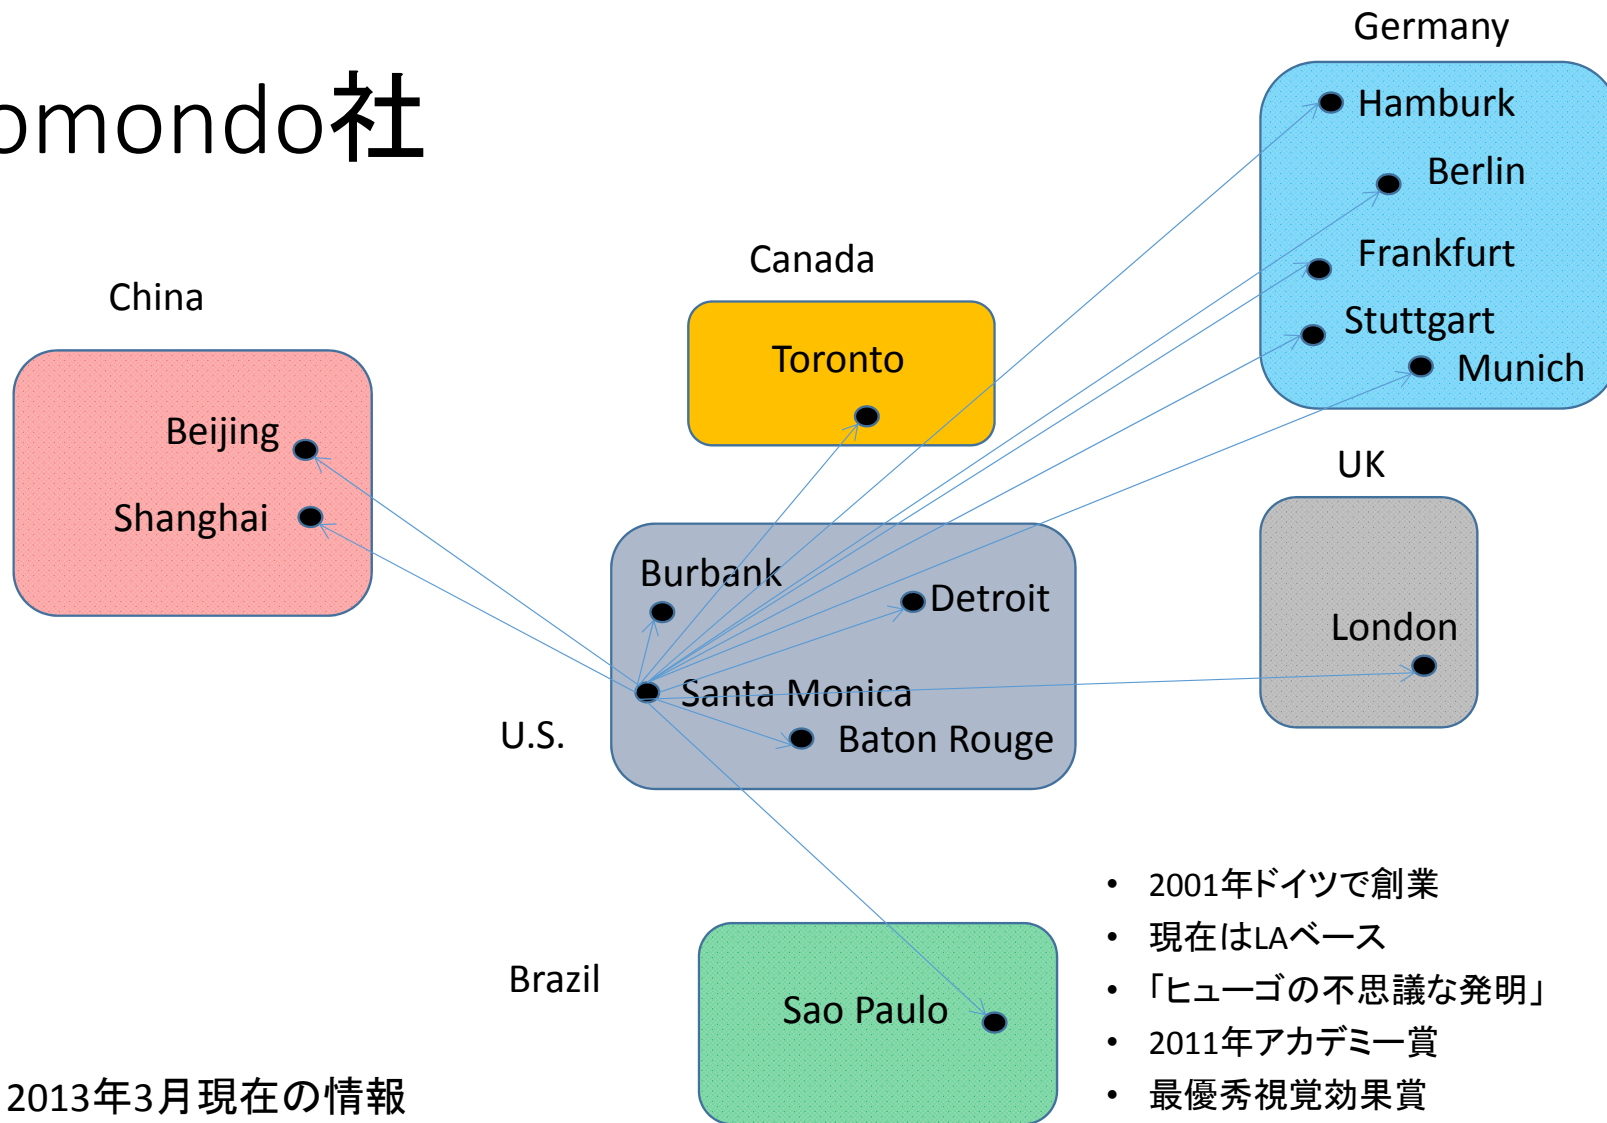 omondo社
Germany
Hamburk
Berlin
Frankfurt
Stuttgart
Munich
Canada
Toronto
China
Beijing
Shanghai
UK
London
U.S.
Burbank
Detroit
Santa Monica
Baton Rouge
Brazil
Sao Paulo
• 2001年ドイツで創業
• 現在はLAベース
• 「ヒューゴの不思議な発明」
• 2011年アカデミー賞
• 最優秀視覚効果賞
2013年3月現在の情報